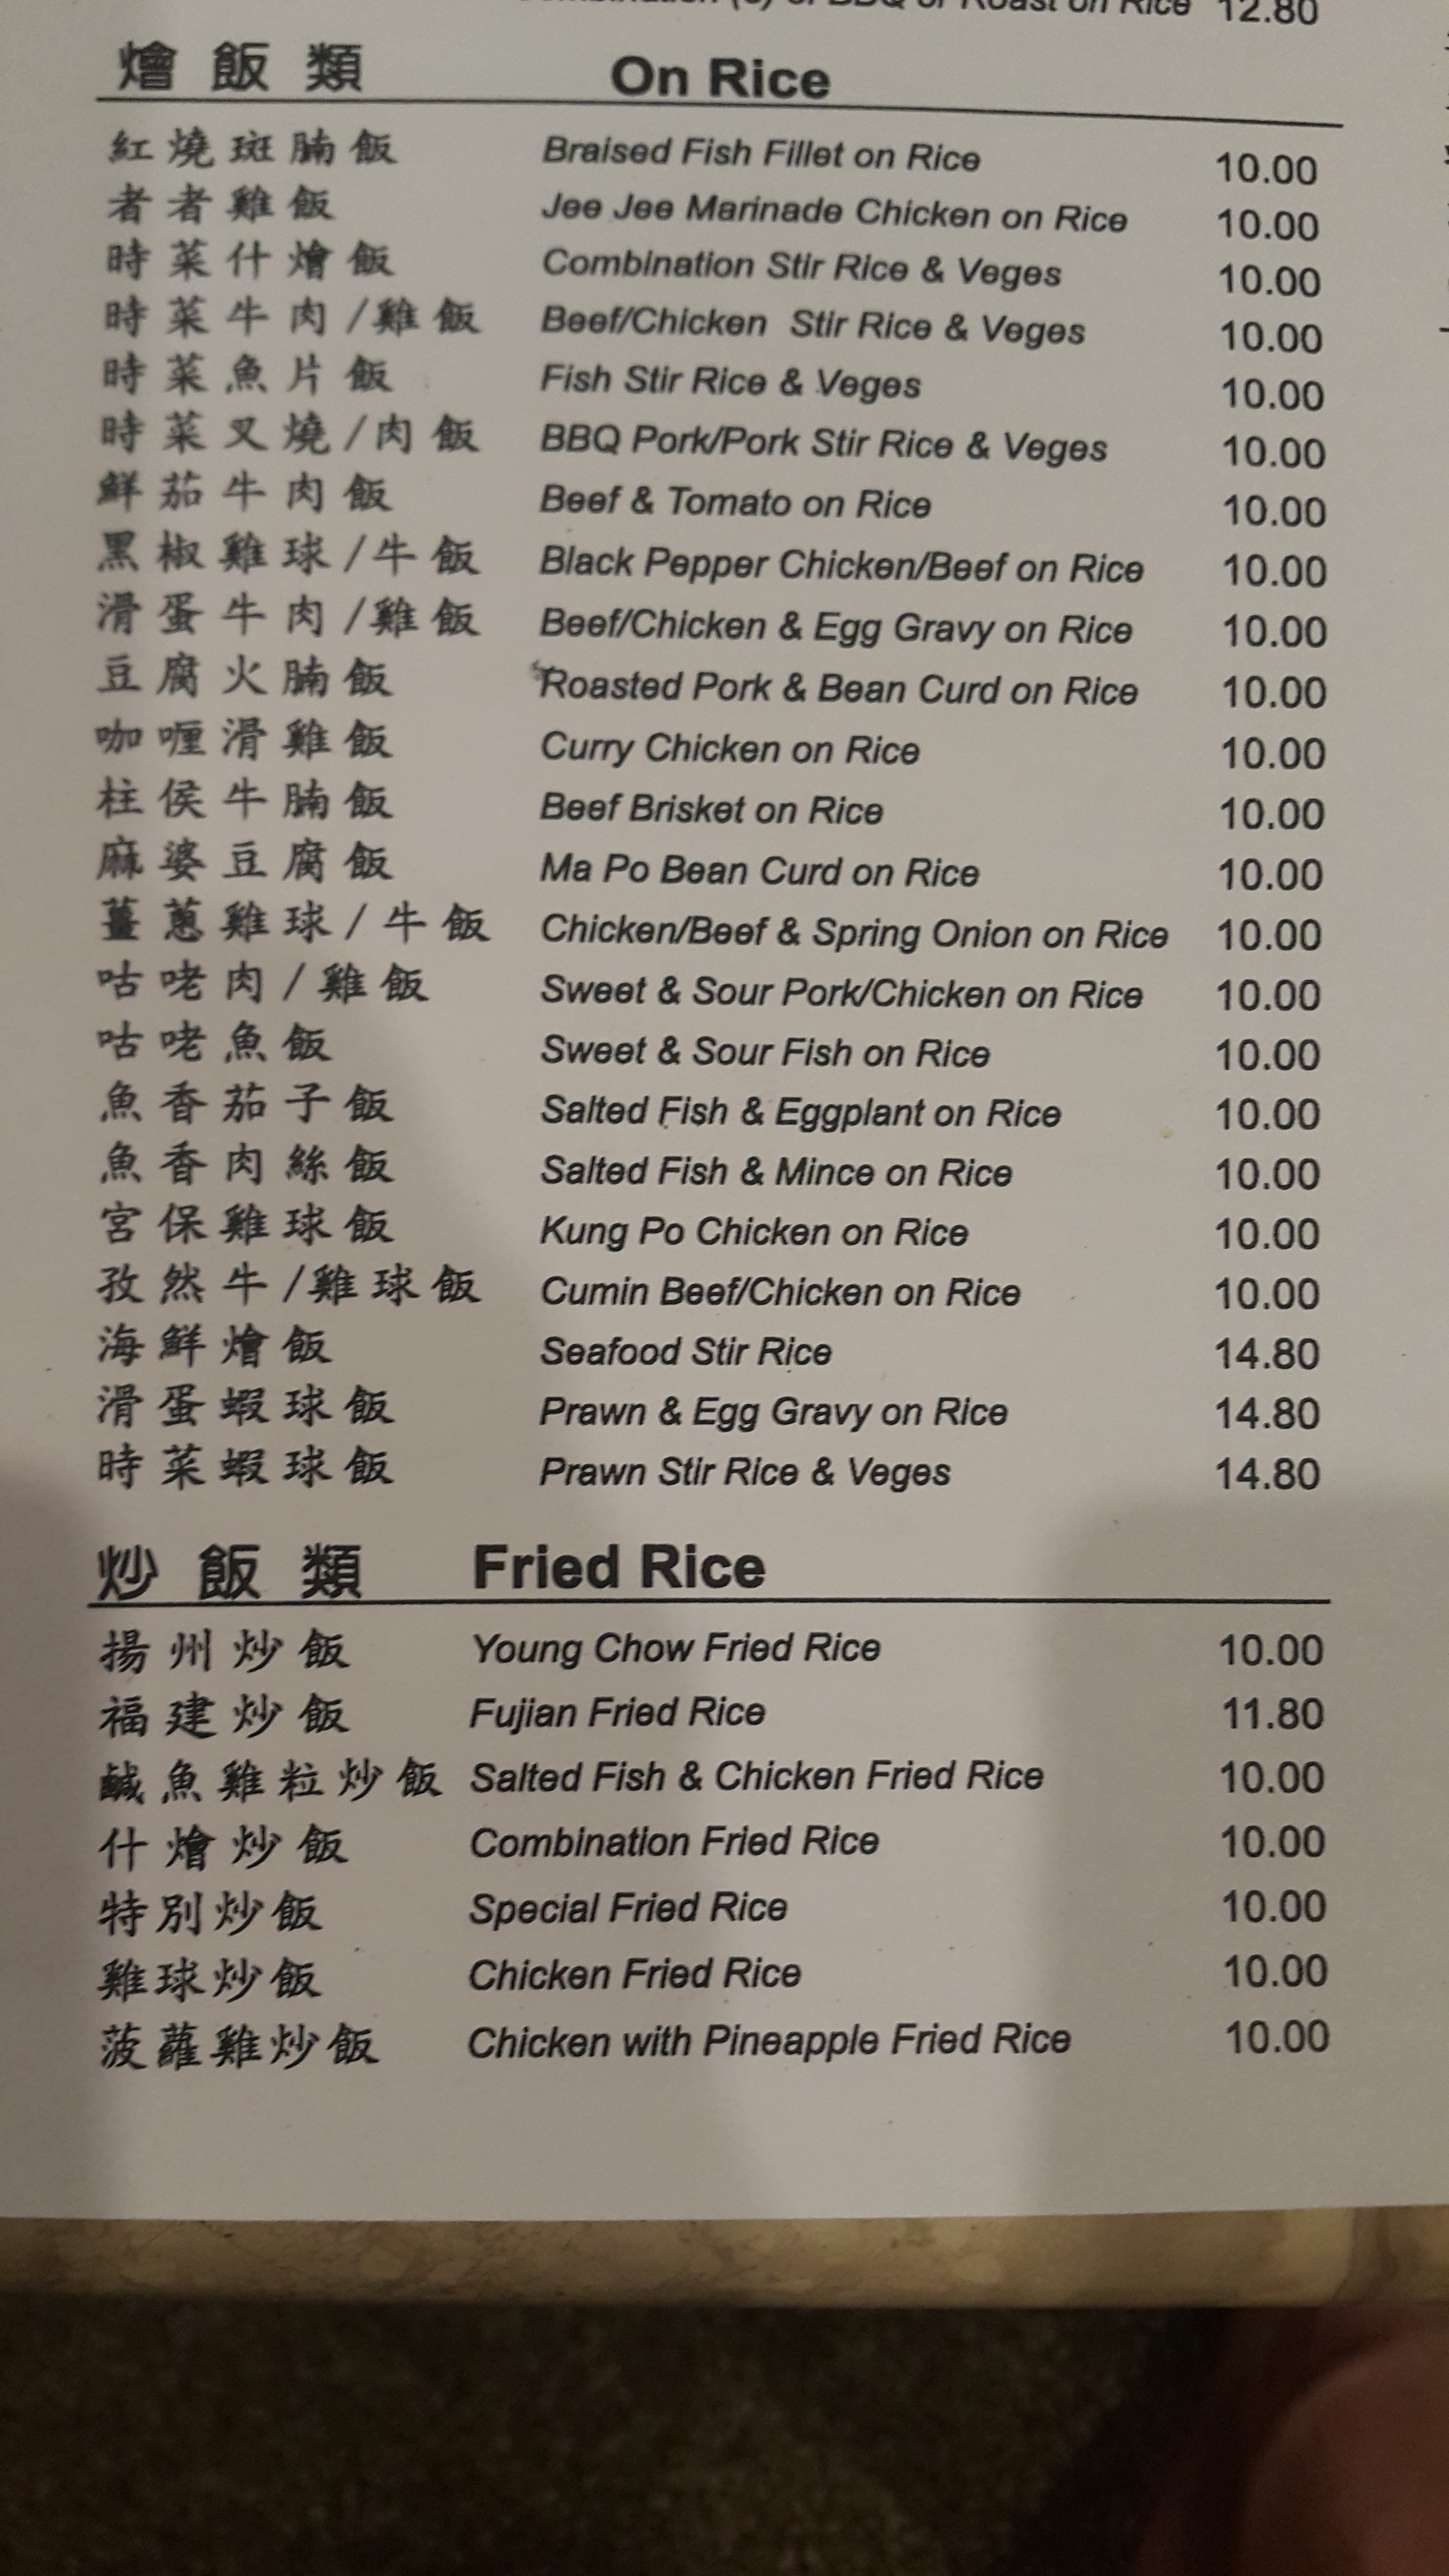 on Rice 12.80
燴飯類 On Rice
紅燒斑腩飯 Braised Fish Fillet on Rice 10.00
者者雞飯 Jee Jee Marinade Chicken on Rice 10.00
時菜什燴飯 Combination Stir Rice & Veges 10.00
時菜牛肉/雞飯 Beef/Chicken Stir Rice & Veges 10.00
時菜魚片飯 Fish Stir Rice & Veges 10.00
時菜叉燒/肉飯 BBQ Pork/Pork Stir Rice & Veges 10.00
鮮茄牛肉飯 Beef & Tomato on Rice 10.00
黑椒雞球/牛飯 Black Pepper Chicken/Beef on Rice 10.00
滑蛋牛肉/雞飯 Beef/Chicken & Egg Gravy on Rice 10.00
豆腐火腩飯 Roasted Pork & Bean Curd on Rice 10.00
咖喱滑雞飯 Curry Chicken on Rice 10.00
柱侯牛腩飯 Beef Brisket on Rice 10.00
麻婆豆腐飯 Ma Po Bean Curd on Rice 10.00
薑蔥雞球/牛飯 Chicken/Beef & Spring Onion on Rice 10.00
咕咾肉/雞飯 Sweet & Sour Pork/Chicken on Rice 10.00
咕咾魚飯 Sweet & Sour Fish on Rice 10.00
魚香茄子飯 Salted Fish & Eggplant on Rice 10.00
魚香肉絲飯 Salted Fish & Mince on Rice 10.00
宮保雞球飯 Kung Po Chicken on Rice 10.00
孜然牛/雞球飯 Cumin Beef/Chicken on Rice 10.00
海鮮燴飯 Seafood Stir Rice 14.80
滑蛋蝦球飯 Prawn & Egg Gravy on Rice 14.80
時菜蝦球飯 Prawn Stir Rice & Veges 14.80
炒飯類 Fried Rice
揚州炒飯 Young Chow Fried Rice 10.00
福建炒飯 Fujian Fried Rice 11.80
鹹魚雞粒炒飯 Salted Fish & Chicken Fried Rice 10.00
什燴炒飯 Combination Fried Rice 10.00
特別炒飯 Special Fried Rice 10.00
雞球炒飯 Chicken Fried Rice 10.00
菠蘿雞炒飯 Chicken with Pineapple Fried Rice 10.00